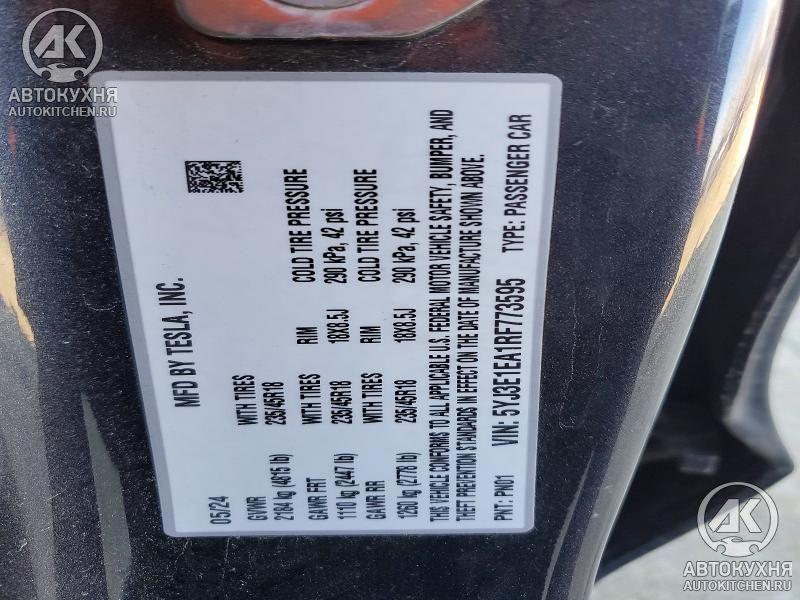 AK
АВТОКУХНЯ
AUTOKITCHEN.RU
MFD BY TESLA, INC.
05/24
GVWR WITH TIRES RIM COLD TIRE PRESSURE
2184 kg (4815 lb) 235/45R18 18X8.5J 290 kPa, 42 psi
GAWR FRT WITH TIRES RIM COLD TIRE PRESSURE
1110 kg (2447 lb) 235/45R18 18X8.5J 290 kPa, 42 psi
GAWR RR WITH TIRES
1260 kg (2778 lb) 235/45R18
THIS VEHICLE CONFORMS TO ALL APPLICABLE U.S. FEDERAL MOTOR VEHICLE SAFETY, BUMPER, AND
THEFT PREVENTION STANDARDS IN EFFECT ON THE DATE OF MANUFACTURE SHOWN ABOVE.
PNT: PN01 VIN: 5YJ3E1EA1RF773595 TYPE: PASSENGER CAR
AK
АВТОКУХНЯ
AUTOKITCHEN.RU